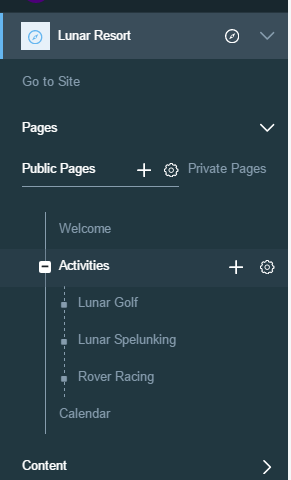 Lunar Resort
Go to Site
Pages
Public Pages Private Pages
Welcome
Activities
Lunar Golf
Lunar Spelunking
Rover Racing
Calendar
Content